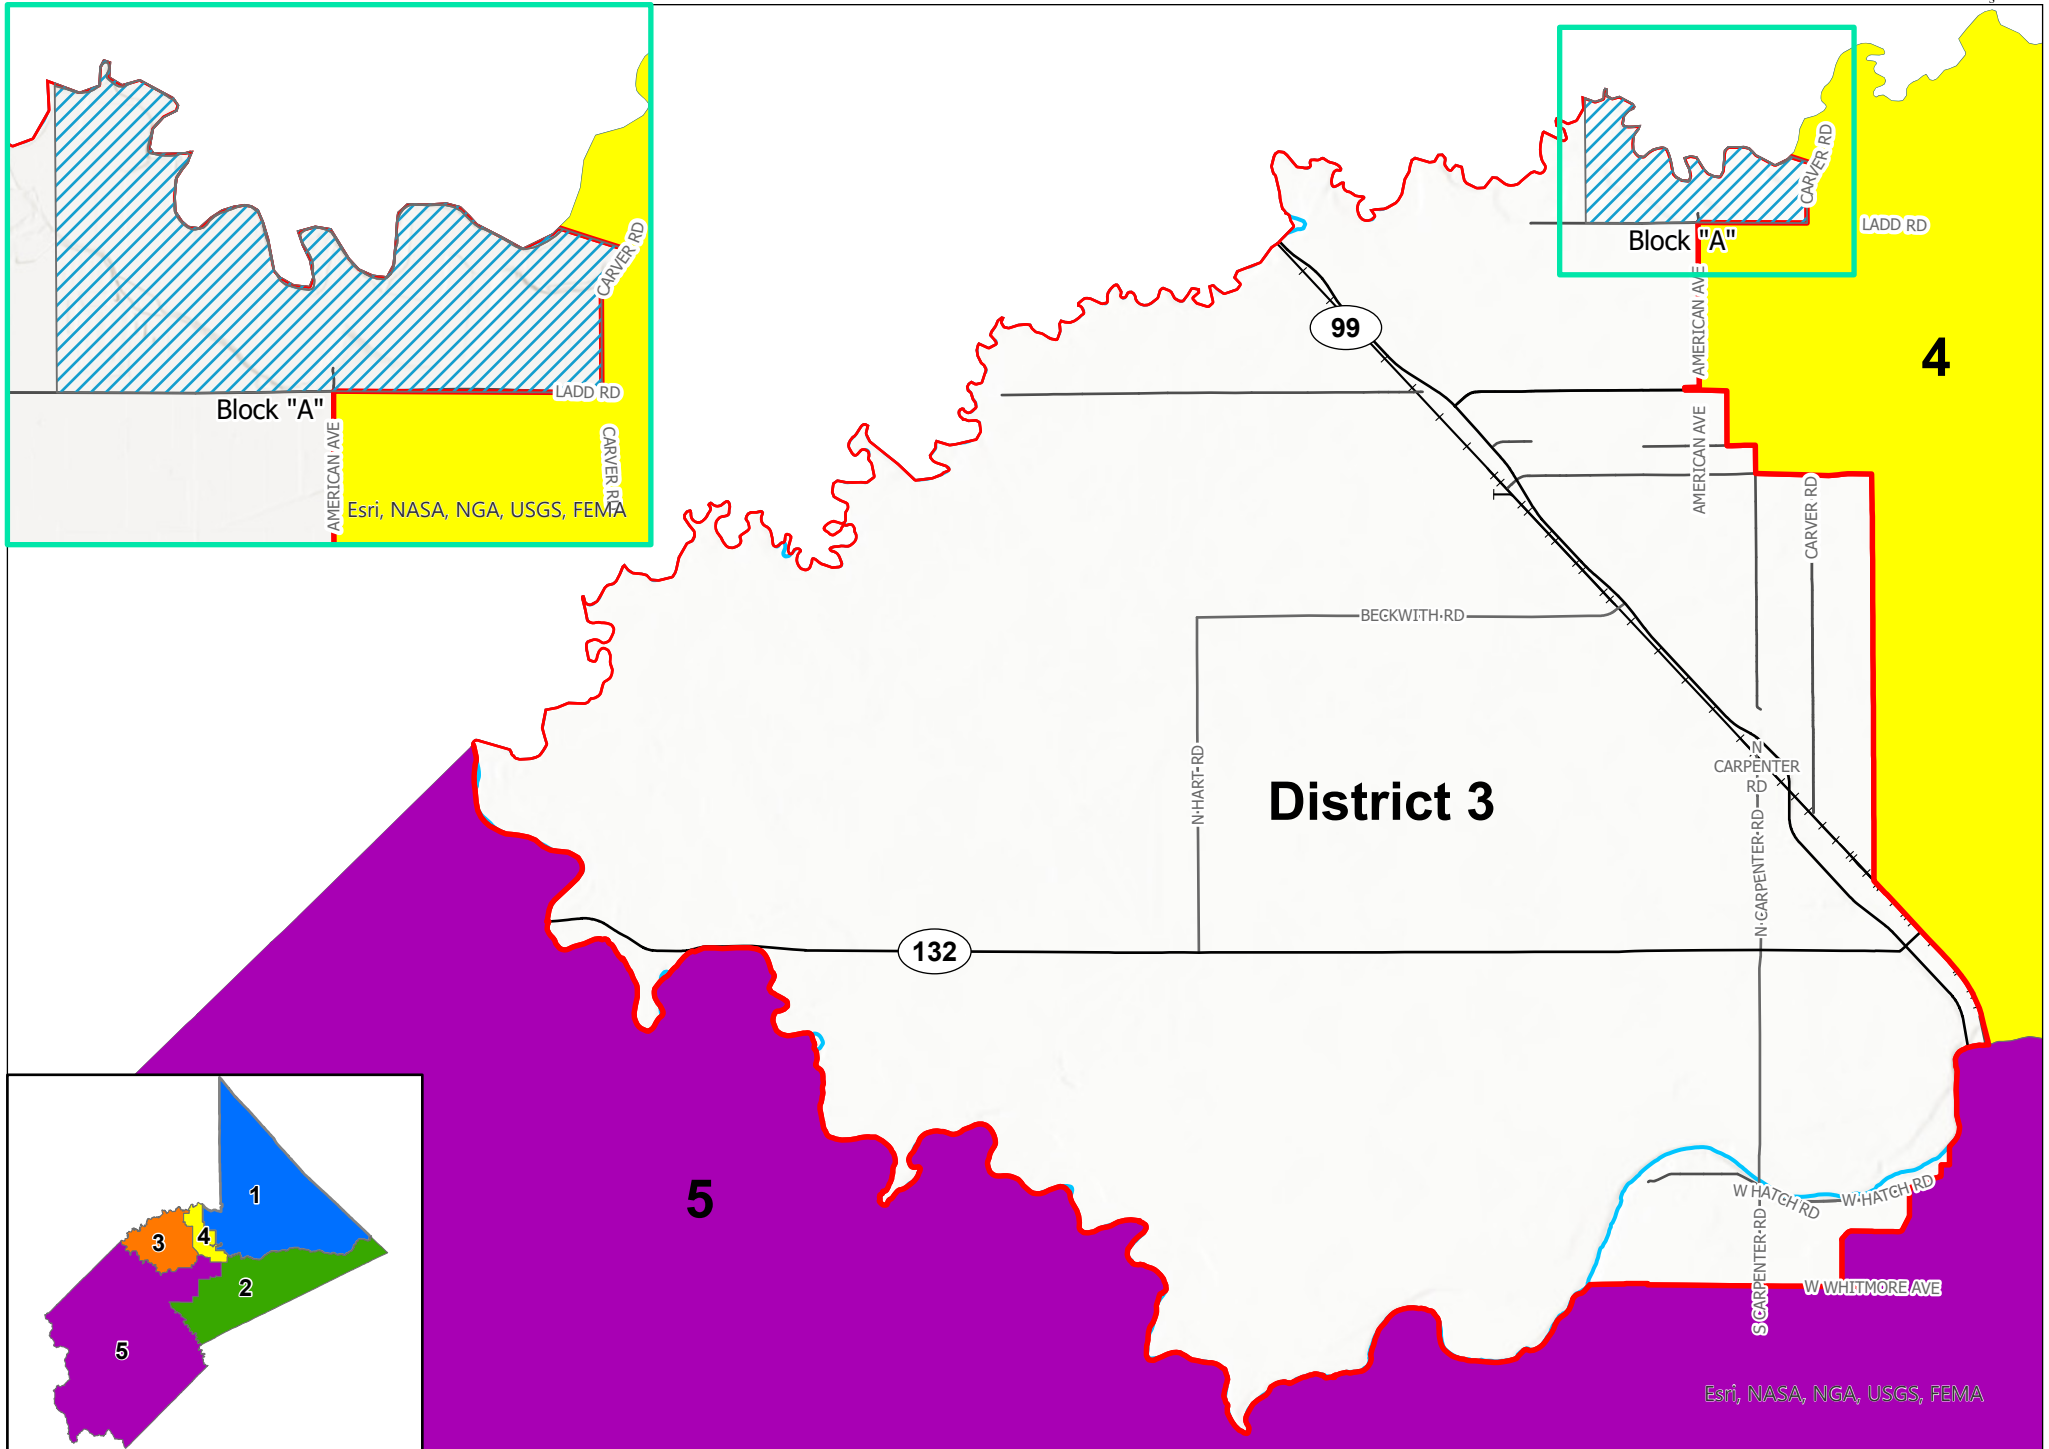 CARVER RD
LADD RD
Block "A"
AMERICAN AVE
CARVER RD
Esri, NASA, NGA, USGS, FEMA
CARVER RD
LADD RD
Block "A"
AMERICAN AVE
99
4
AMERICAN AVE
CARVER RD
BECKWITH RD
N HART RD
N
CARPENTER
RD
District 3
N CARPENTER RD
132
5
W HATCH RD
W HATCH RD
S CARPENTER RD
W WHITMORE AVE
Esri, NASA, NGA, USGS, FEMA
1
3
4
2
5